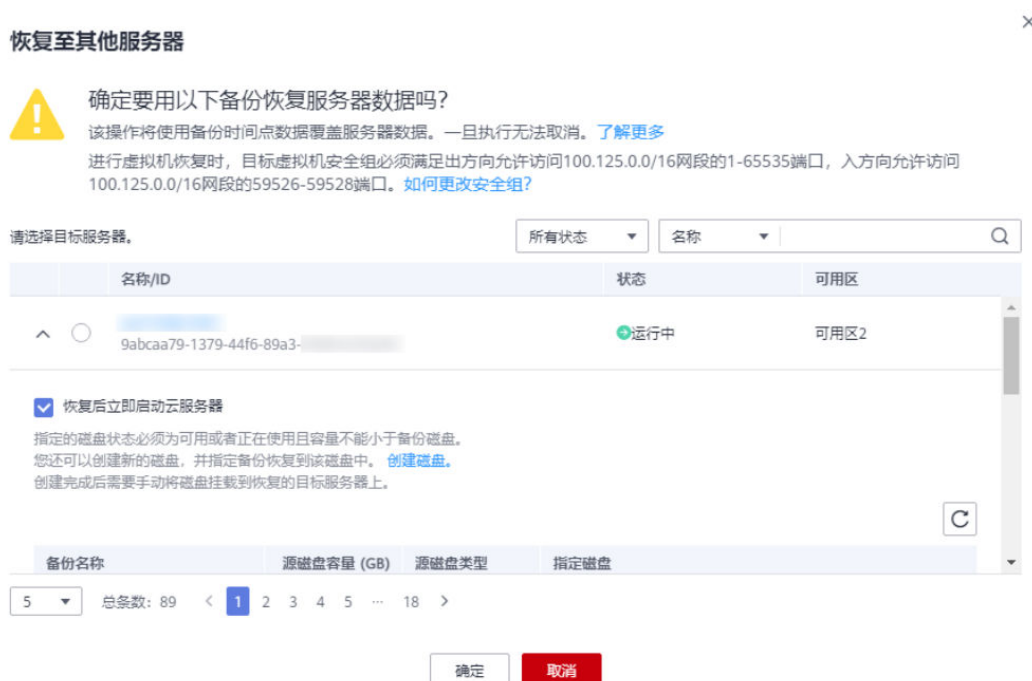 恢复至其他服务器
确定要用以下备份恢复服务器数据吗?
该操作将使用备份时间点数据覆盖服务器数据。一旦执行无法取消。了解更多
进行虚拟机恢复时，目标虚拟机安全组必须满足出方向允许访问100.125.0.0/16网段的1-65535端口，入方向允许访问
100.125.0.0/16网段的59526-59528端口。如何更改安全组?
请选择目标服务器。 所有状态 名称
名称/ID 状态 可用区
9abcaa79-1379-44f6-89a3- 运行中 可用区2
恢复后立即启动云服务器
指定的磁盘状态必须为可用或者正在使用且容量不能小于备份磁盘。
您还可以创建新的磁盘，并指定备份恢复到该磁盘中。 创建磁盘。
创建完成后需要手动将磁盘挂载到恢复的目标服务器上。
备份名称 源磁盘容量 (GB) 源磁盘类型 指定磁盘
5 总条数: 89 < 1 2 3 4 5 ... 18 >
确定 取消